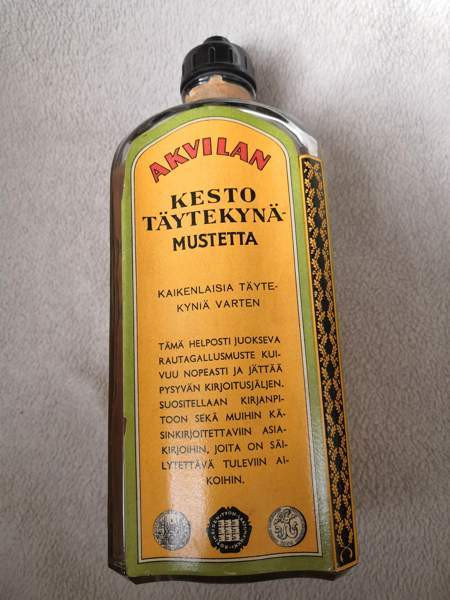 AKVILAN
KESTO
TÄYTEKYNÄ-
MUSTETTA
KAIKENLAISIA TÄYTE-
KYNIÄ VARTEN
TÄMÄ HELPOSTI JUOKSEVA
RAUTAGALLUSMUSTE KUI-
VUU NOPEASTI JA JÄTTÄÄ
PYSYVÄN KIRJOITUSJÄLJEN.
SUOSITELLAAN KIRJANPI-
TOON SEKÄ MUIHIN KÄ-
SINKIRJOITETTAVIIN ASIA-
KIRJOIHIN, JOITA ON SÄI-
LYTETTÄVÄ TULEVIIN AI-
KOIHIN.